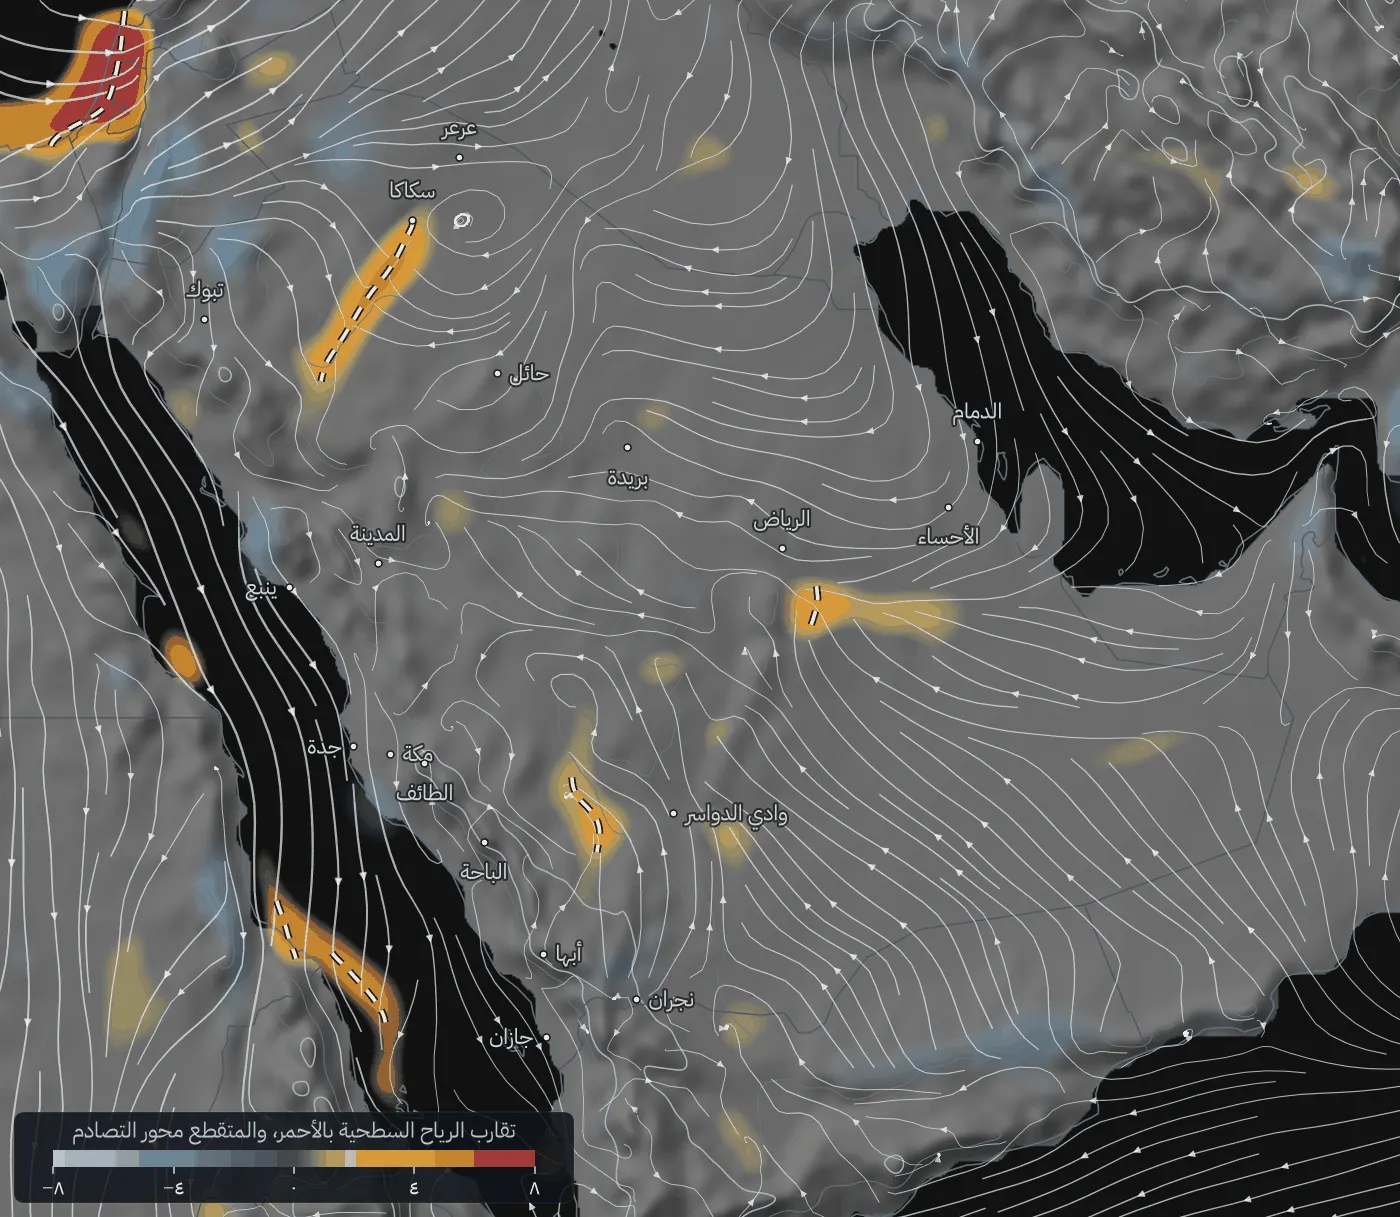 عرعر
سكاكا
تبوك
حائل
الدمام
بريدة
الرياض
الأحساء
المدينة
ينبع
جدة
مكة
الطائف
وادي الدواسر
الباحة
أبها
نجران
جازان
تقارب الرياح السطحية بالأحمر، والمتقطع محور التصادم
−٨ −٤ ٠ ٤ ٨